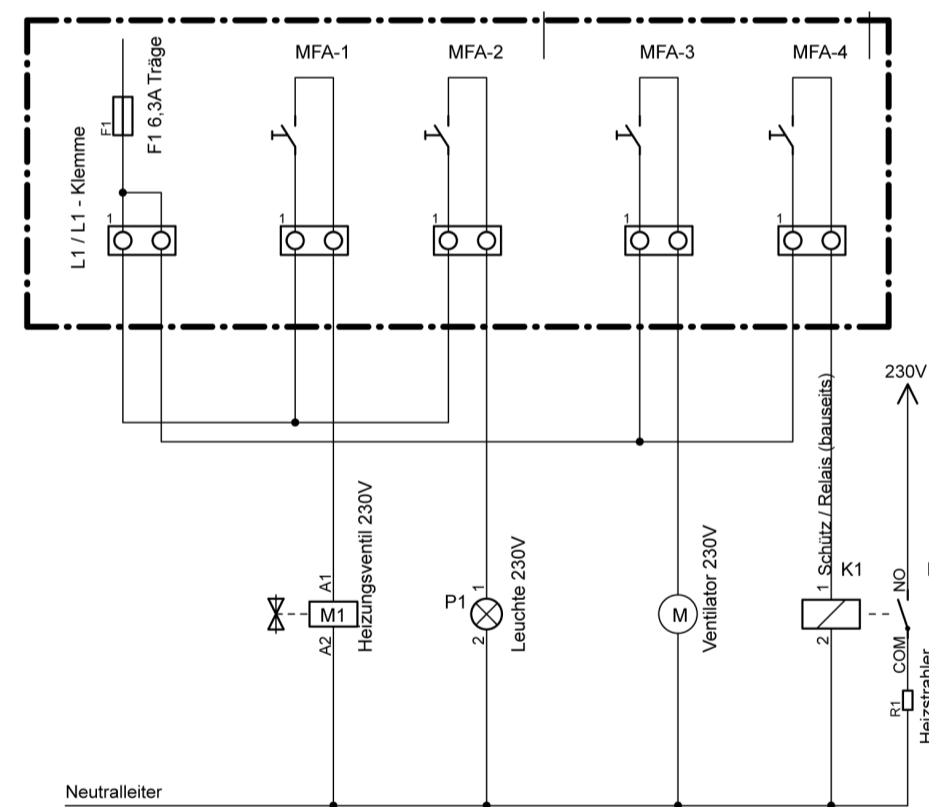 MFA-1
MFA-2
MFA-3
MFA-4
F1
F1 6,3A Träge
L1 / L1 - Klemme
1
1
1
1
1
230V
Schütz / Relais (bauseits)
A1
M1
A2
Heizungsventil 230V
P1
1
2
Leuchte 230V
M
Ventilator 230V
1
K1
2
NO
COM
R1
Heizstrahler
Neutralleiter